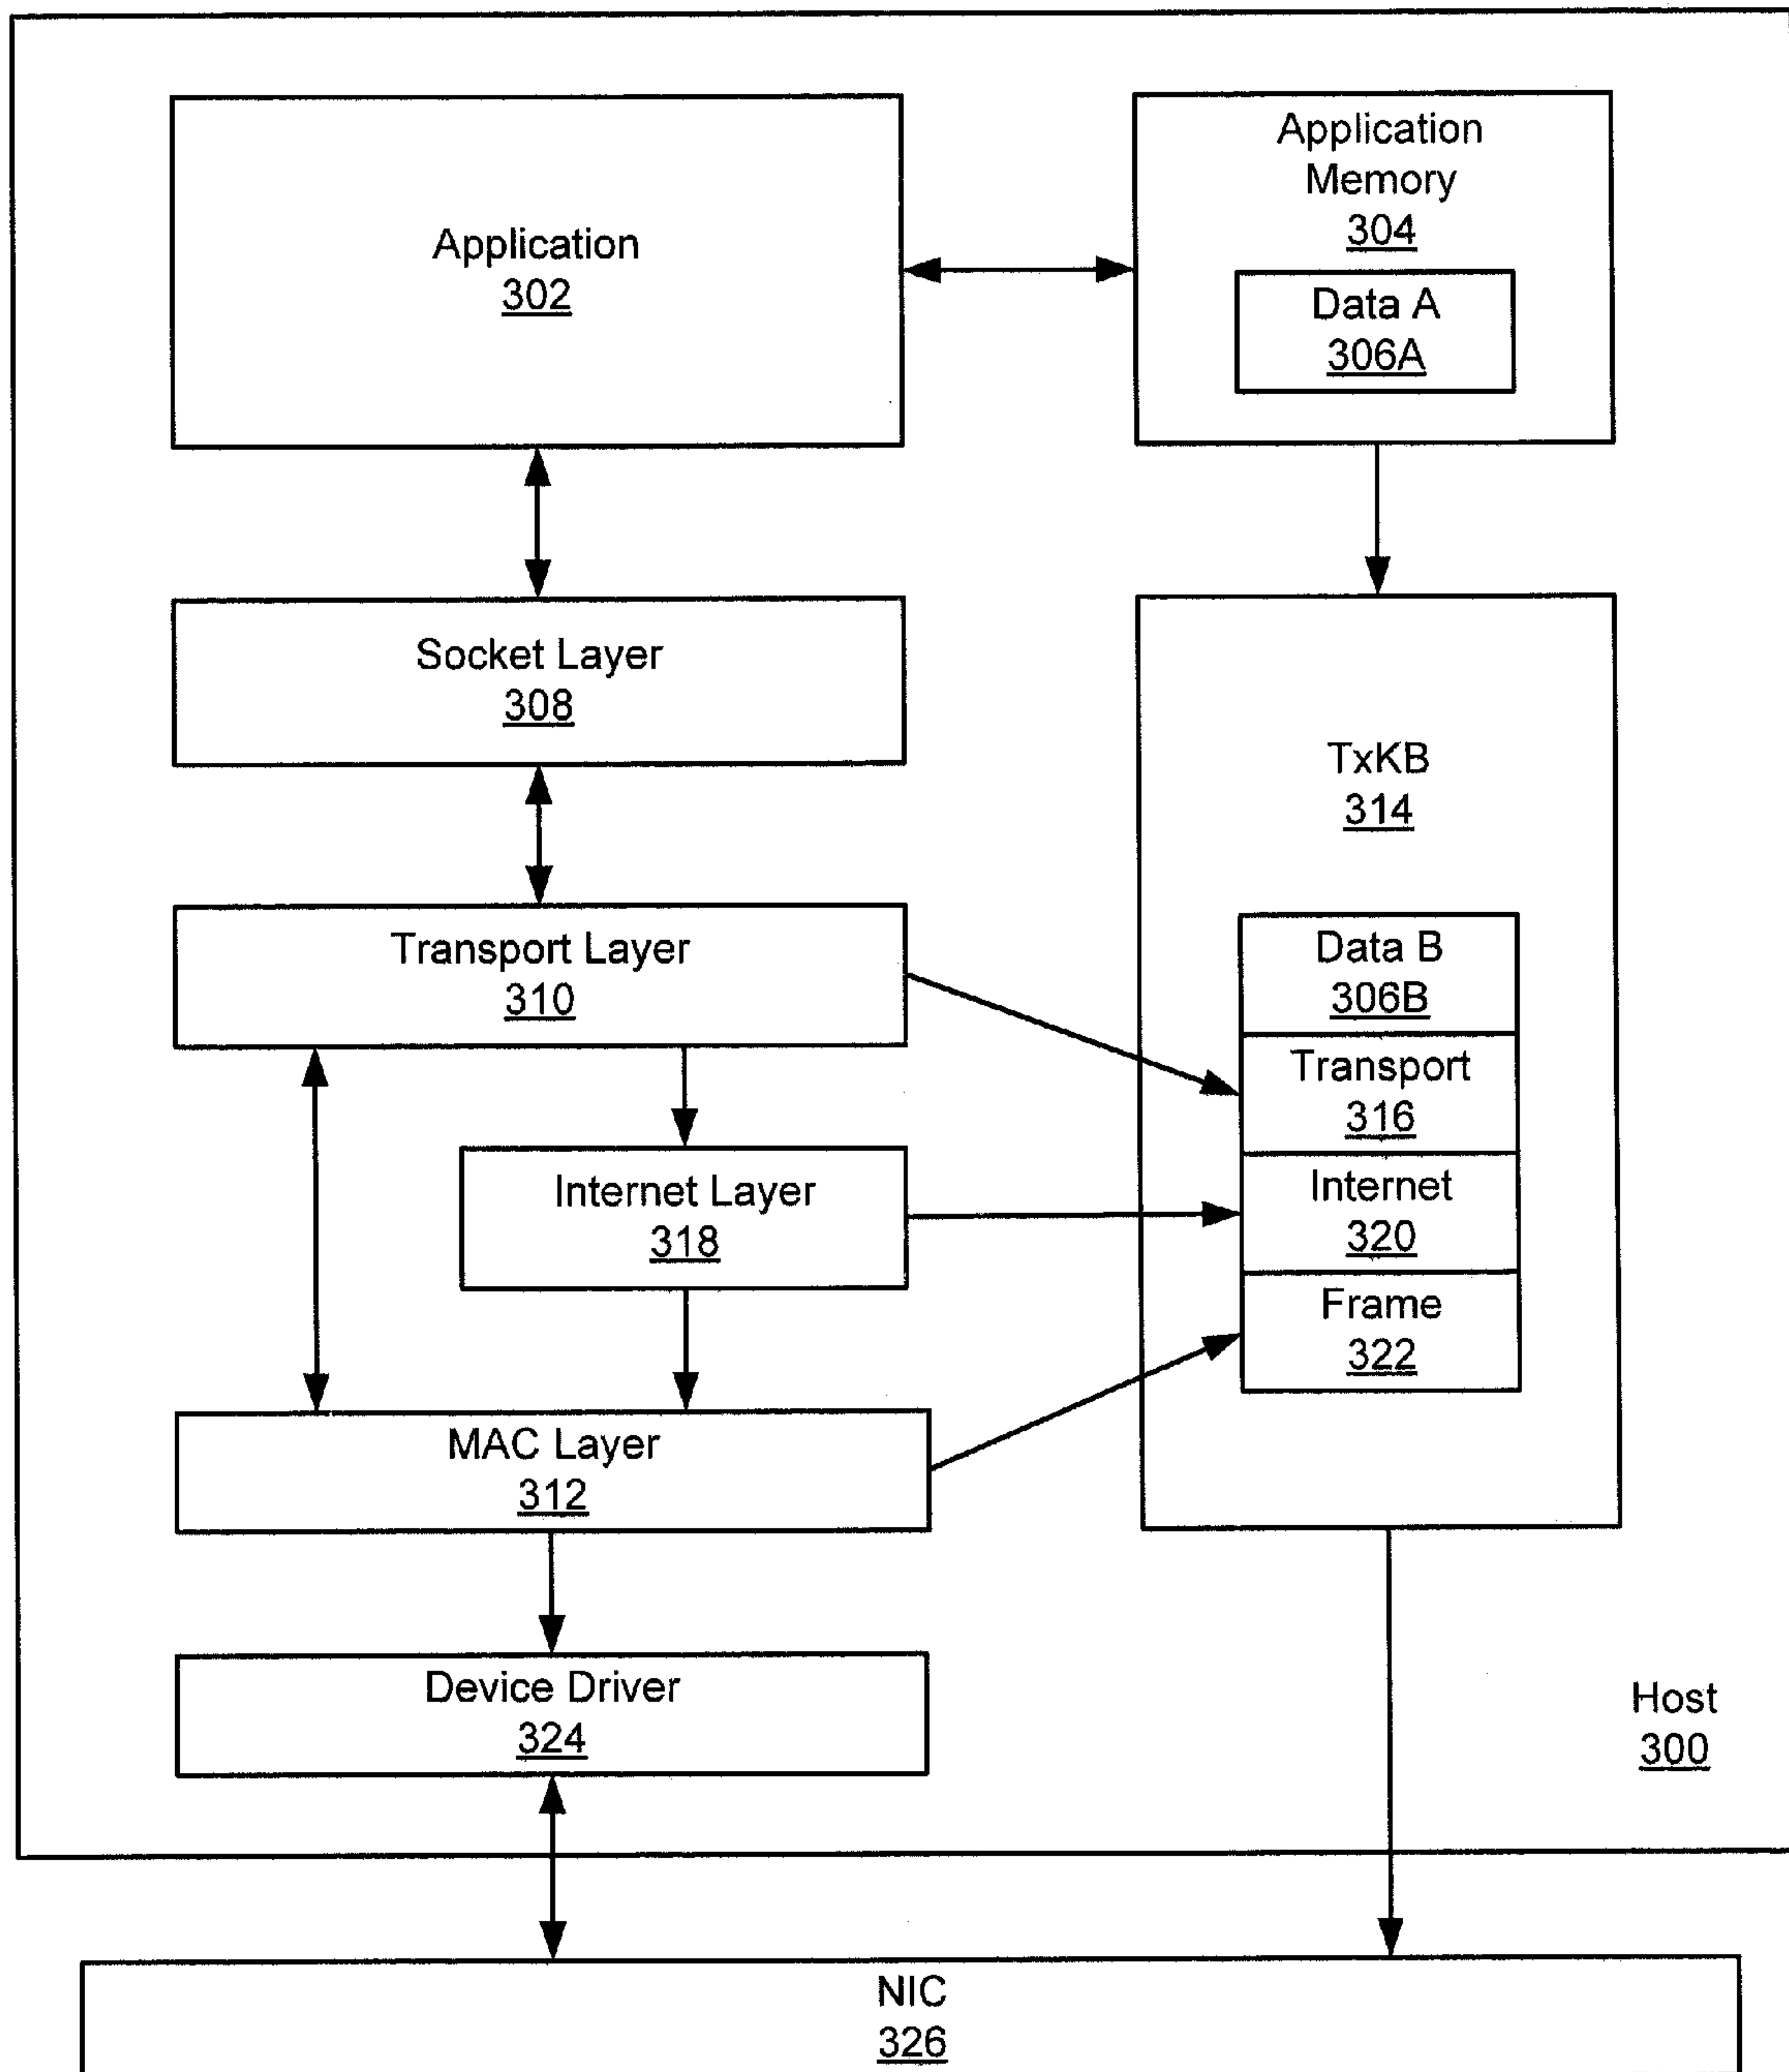 Application
302
Application
Memory
304
Data A
306A
Socket Layer
308
TxKB
314
Transport Layer
310
Data B
306B
Transport
316
Internet Layer
318
Internet
320
Frame
322
MAC Layer
312
Device Driver
324
Host
300
NIC
326